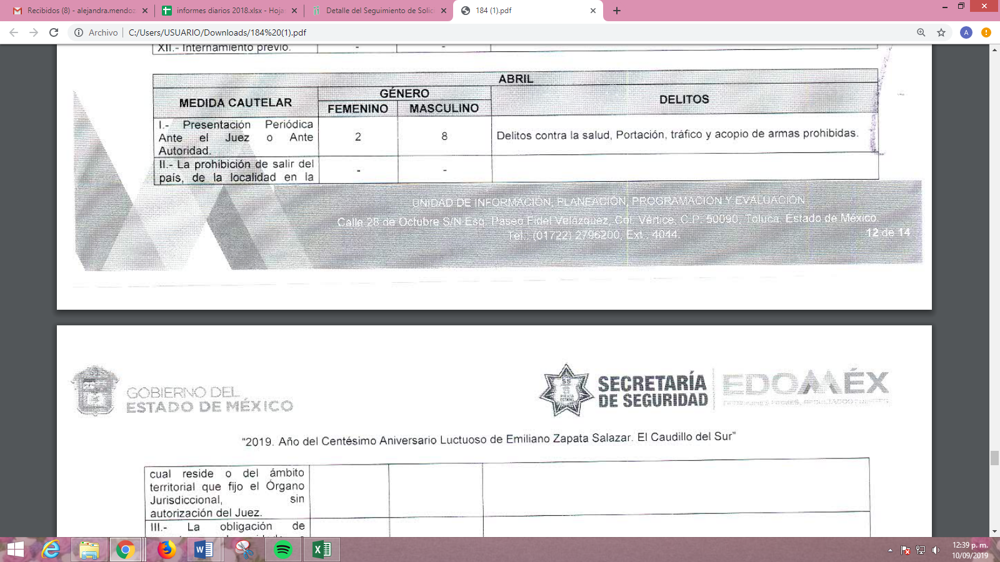 Recibidos (8) - alejandra.mendoz
informes diarios 2018.xlsx - Hoja
Detalle del Seguimiento de Solic
184 (1).pdf
Archivo
C:/Users/USUARIO/Downloads/184%20(1).pdf
A
XII.- Internamiento previo.
-
-
ABRIL
MEDIDA CAUTELAR
GÉNERO
DELITOS
FEMENINO
MASCULINO
I.- Presentación Periódica
Ante el Juez o Ante
Autoridad.
2
8
Delitos contra la salud, Portación, tráfico y acopio de armas prohibidas.
II.- La prohibición de salir del
país, de la localidad en la
-
-
UNIDAD DE INFORMACIÓN, PLANEACIÓN, PROGRAMACIÓN Y EVALUACIÓN
Calle 28 de Octubre S/N Esq. Paseo Fidel Velázquez, Col. Vértice, C.P. 50090, Toluca, Estado de México.
Tel.: (01722) 2796200, Ext.: 4044.
12 de 14
GOBIERNO DEL
ESTADO DE MÉXICO
SECRETARÍA
DE SEGURIDAD
EDOMÉX
“2019. Año del Centésimo Aniversario Luctuoso de Emiliano Zapata Salazar. El Caudillo del Sur”
cual reside o del ámbito
territorial que fijo el Órgano
Jurisdiccional, sin
autorización del Juez.
III.- La obligación de
12:39 p. m.
10/09/2019